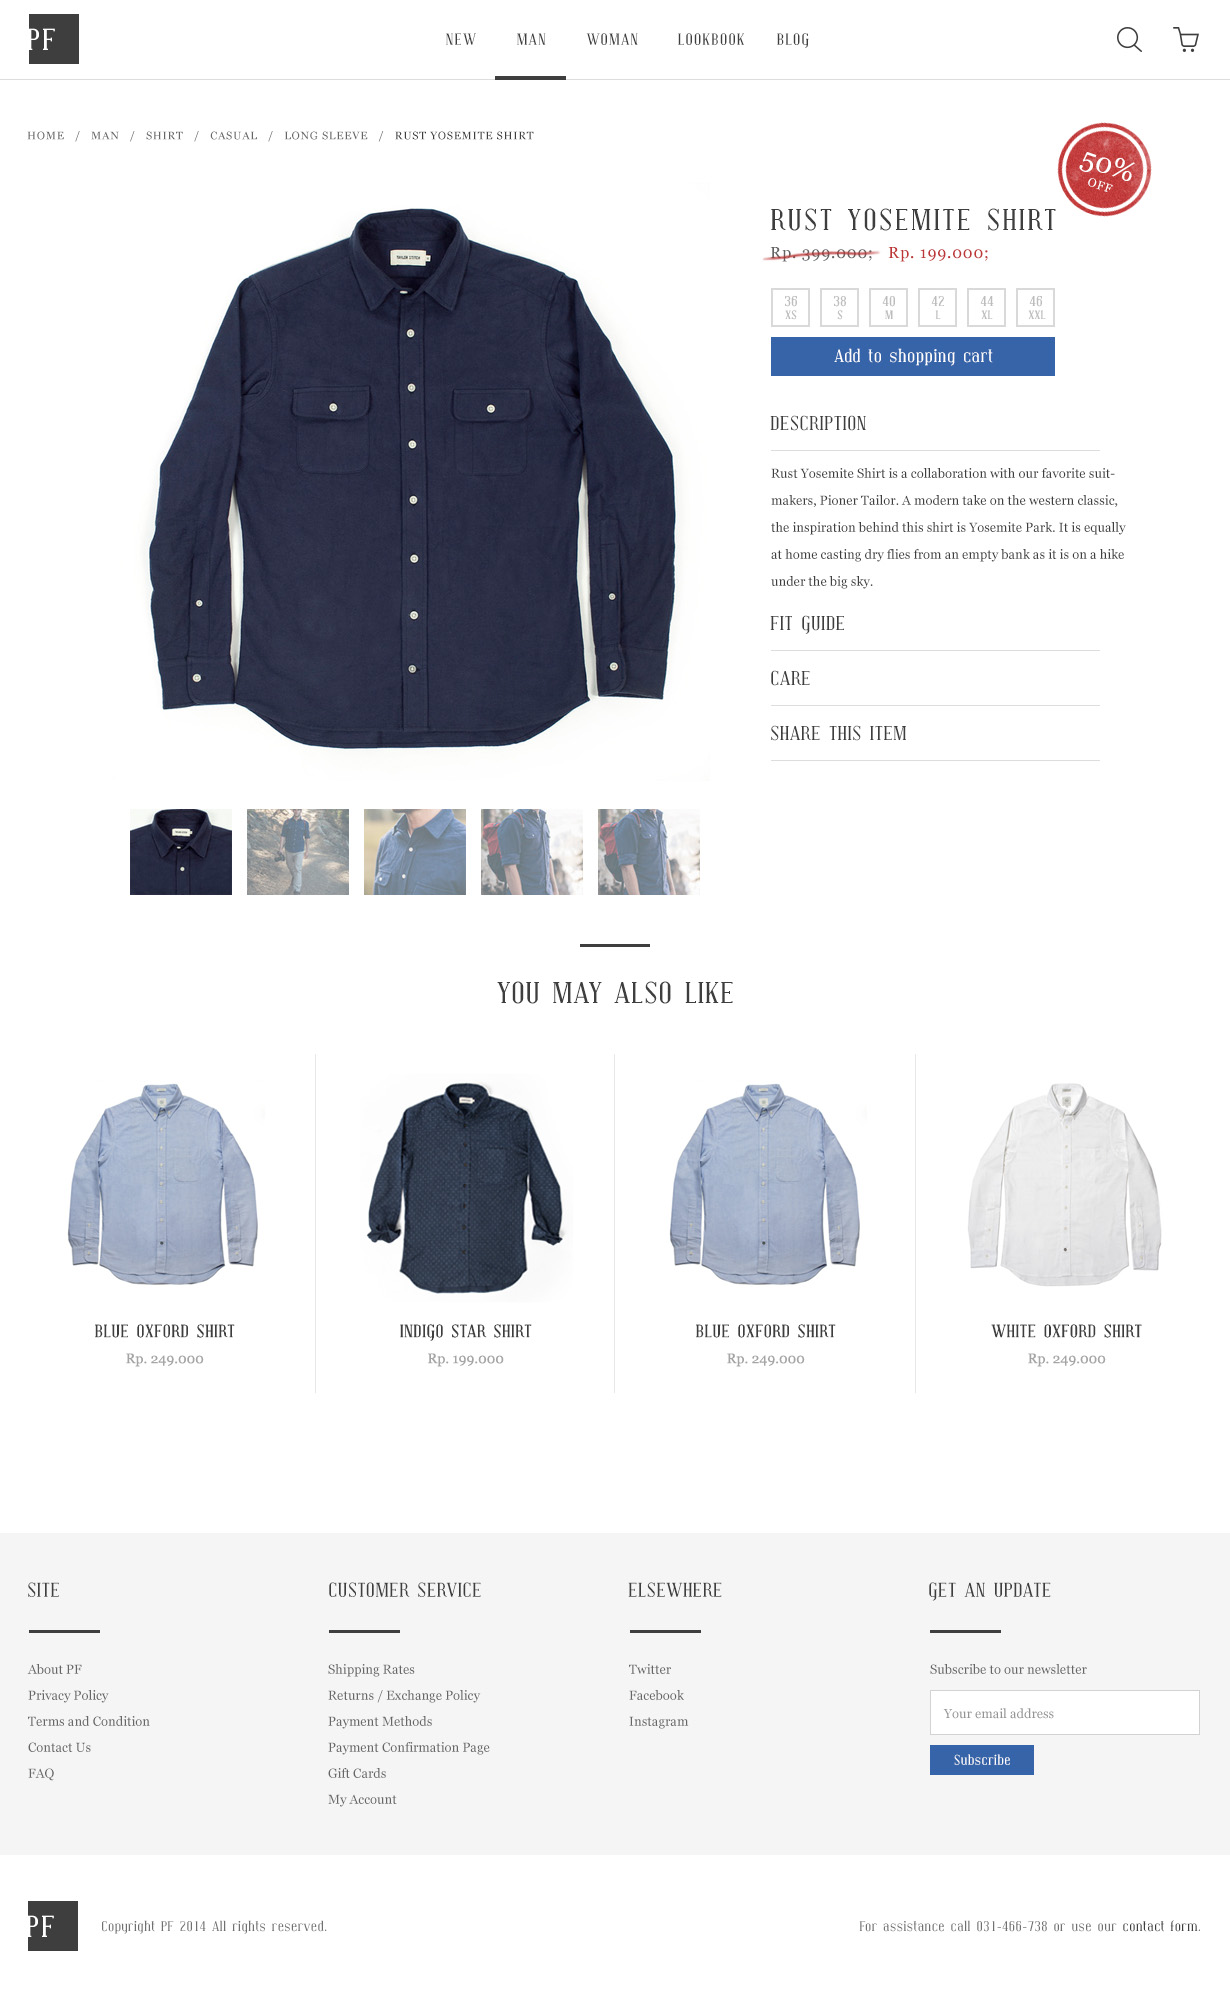 PF
NEW MAN WOMAN LOOKBOOK BLOG
HOME / MAN / SHIRT / CASUAL / LONG SLEEVE / RUST YOSEMITE SHIRT
50%
OFF
RUST YOSEMITE SHIRT
Rp. 399.000; Rp. 199.000;
36 38 40 42 44 46
XS S M L XL XXL
Add to shopping cart
TAILOR STITCH
DESCRIPTION
Rust Yosemite Shirt is a collaboration with our favorite suit-
makers, Pioner Tailor. A modern take on the western classic,
the inspiration behind this shirt is Yosemite Park. It is equally
at home casting dry flies from an empty bank as it is on a hike
under the big sky.
FIT GUIDE
CARE
SHARE THIS ITEM
YOU MAY ALSO LIKE
BLUE OXFORD SHIRT
Rp. 249.000
INDIGO STAR SHIRT
Rp. 199.000
BLUE OXFORD SHIRT
Rp. 249.000
WHITE OXFORD SHIRT
Rp. 249.000
SITE
About PF
Privacy Policy
Terms and Condition
Contact Us
FAQ
CUSTOMER SERVICE
Shipping Rates
Returns / Exchange Policy
Payment Methods
Payment Confirmation Page
Gift Cards
My Account
ELSEWHERE
Twitter
Facebook
Instagram
GET AN UPDATE
Subscribe to our newsletter
Your email address
Subscribe
PF
Copyright PF 2014 All rights reserved.
For assistance call 031-466-738 or use our contact form.